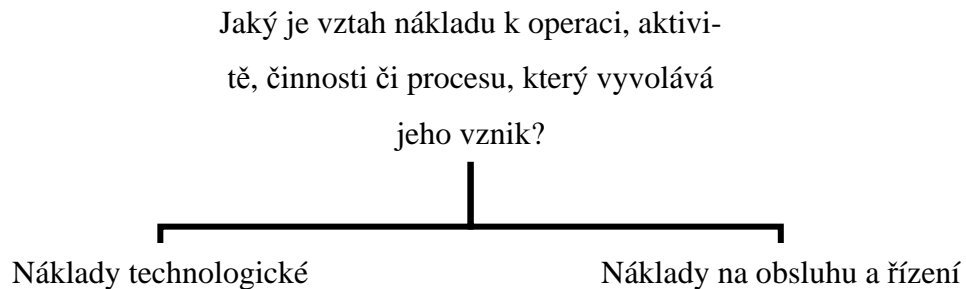 Jaký je vztah nákladu k operaci, aktivi-
tě, činnosti či procesu, který vyvolává
jeho vznik?
Náklady technologické
Náklady na obsluhu a řízení